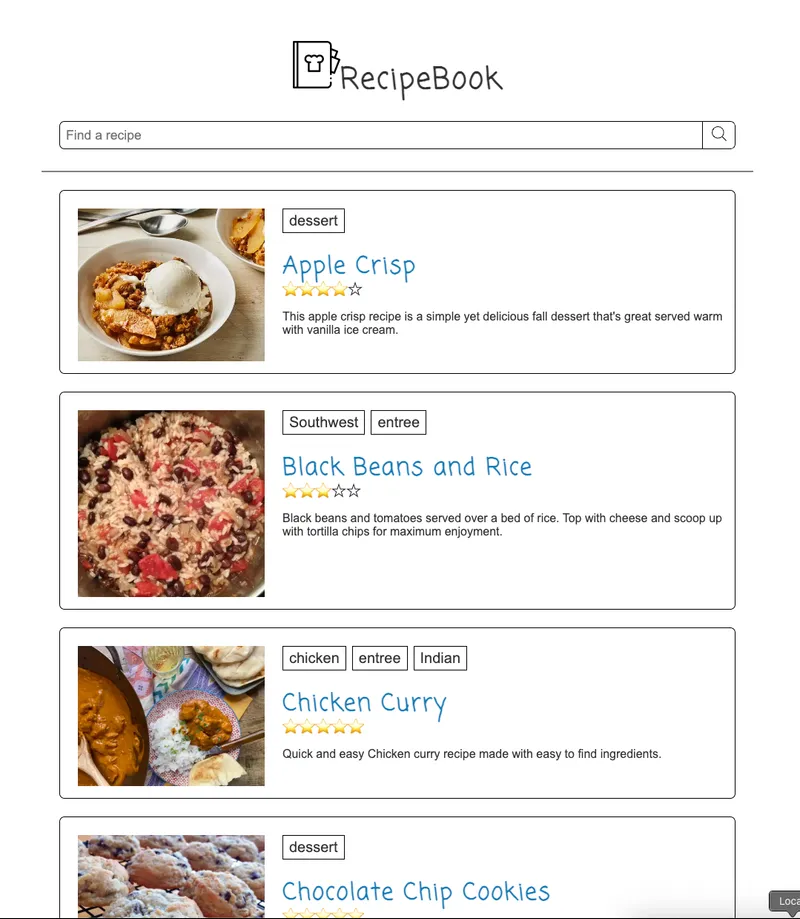 RecipeBook
Find a recipe
dessert
Apple Crisp
This apple crisp recipe is a simple yet delicious fall dessert that's great served warm
with vanilla ice cream.
Southwest entree
Black Beans and Rice
Black beans and tomatoes served over a bed of rice. Top with cheese and scoop up
with tortilla chips for maximum enjoyment.
chicken entree Indian
Chicken Curry
Quick and easy Chicken curry recipe made with easy to find ingredients.
dessert
Chocolate Chip Cookies